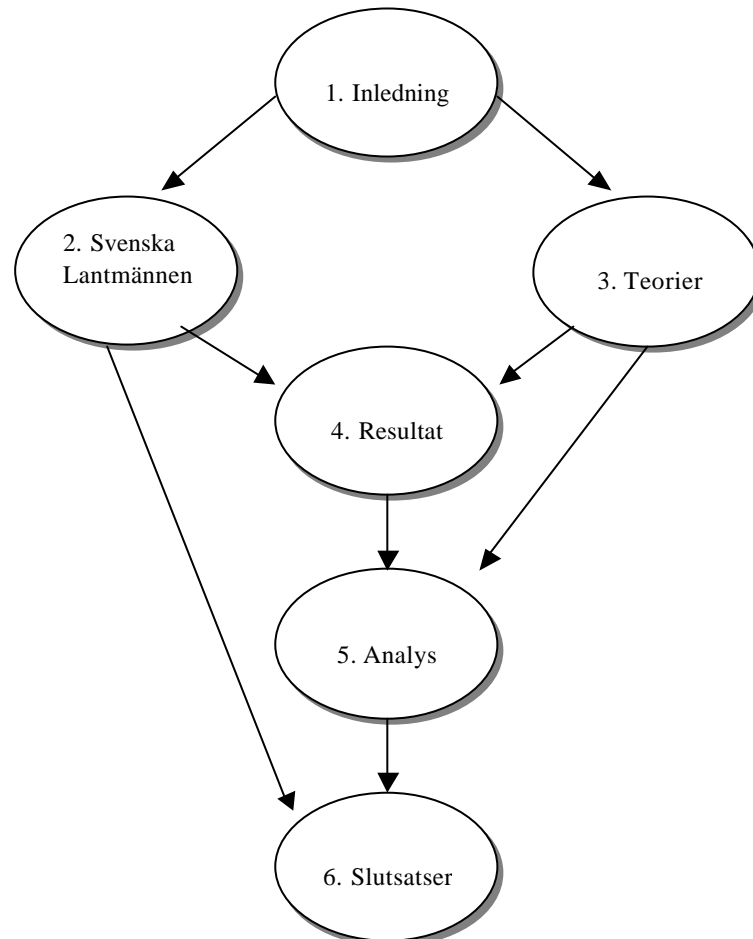 1. Inledning
2. Svenska
Lantmännen
3. Teorier
4. Resultat
5. Analys
6. Slutsatser